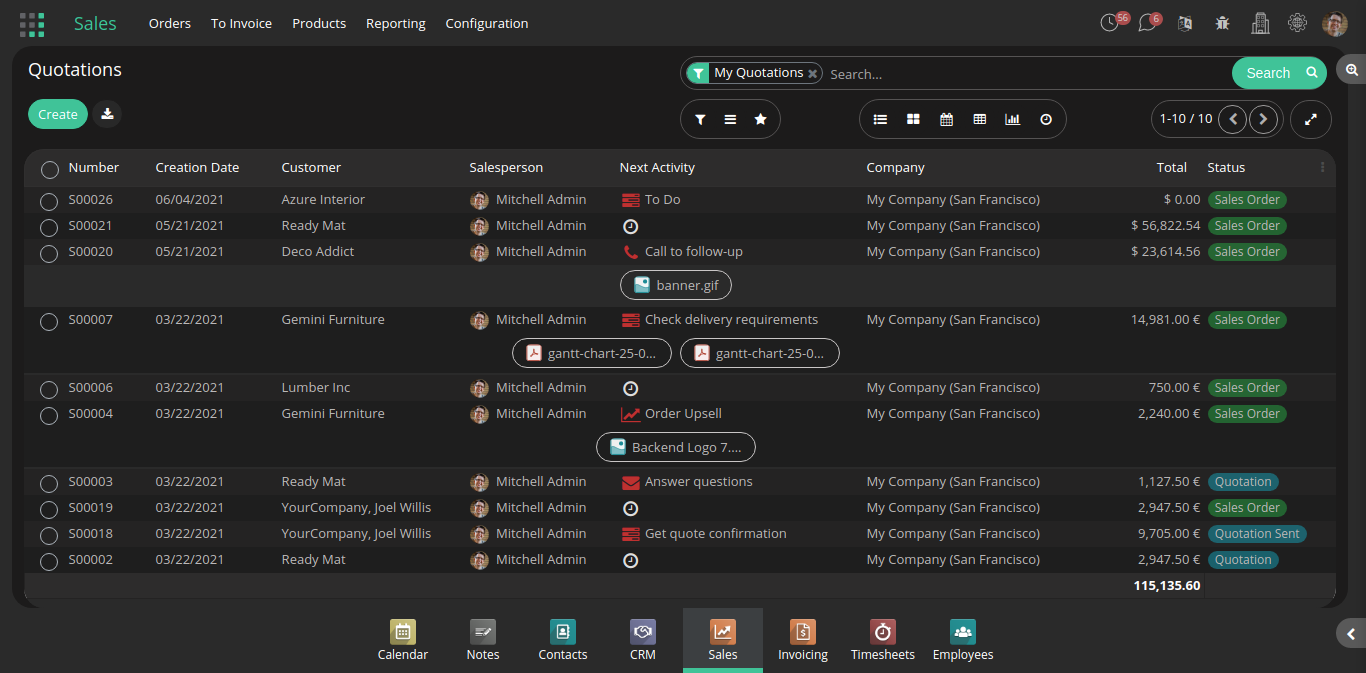 Sales Orders To Invoice Products Reporting Configuration 56 6
Quotations My Quotations Search... Search
Create 1-10 / 10
Number Creation Date Customer Salesperson Next Activity Company Total Status
S00026 06/04/2021 Azure Interior Mitchell Admin To Do My Company (San Francisco) $ 0.00 Sales Order
S00021 05/21/2021 Ready Mat Mitchell Admin My Company (San Francisco) $ 56,822.54 Sales Order
S00020 05/21/2021 Deco Addict Mitchell Admin Call to follow-up My Company (San Francisco) $ 23,614.56 Sales Order
banner.gif
S00007 03/22/2021 Gemini Furniture Mitchell Admin Check delivery requirements My Company (San Francisco) 14,981.00 € Sales Order
gantt-chart-25-0... gantt-chart-25-0...
S00006 03/22/2021 Lumber Inc Mitchell Admin My Company (San Francisco) 750.00 € Sales Order
S00004 03/22/2021 Gemini Furniture Mitchell Admin Order Upsell My Company (San Francisco) 2,240.00 € Sales Order
Backend Logo 7....
S00003 03/22/2021 Ready Mat Mitchell Admin Answer questions My Company (San Francisco) 1,127.50 € Quotation
S00019 03/22/2021 YourCompany, Joel Willis Mitchell Admin My Company (San Francisco) 2,947.50 € Sales Order
S00018 03/22/2021 YourCompany, Joel Willis Mitchell Admin Get quote confirmation My Company (San Francisco) 9,705.00 € Quotation Sent
S00002 03/22/2021 Ready Mat Mitchell Admin My Company (San Francisco) 2,947.50 € Quotation
115,135.60
Calendar Notes Contacts CRM Sales Invoicing Timesheets Employees